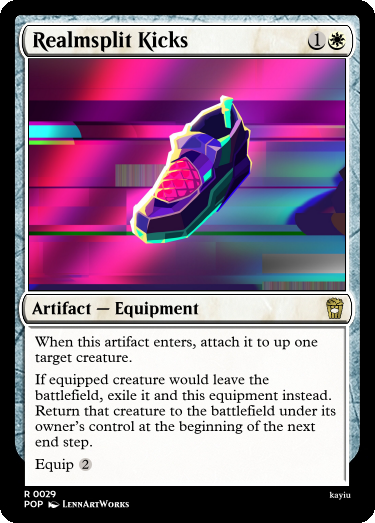 Realmsplit Kicks 1
Artifact — Equipment
When this artifact enters, attach it to up one
target creature.
If equipped creature would leave the
battlefield, exile it and this equipment instead.
Return that creature to the battlefield under its
owner's control at the beginning of the next
end step.
Equip 2
R 0029
POP LennArtWorks
kayiu